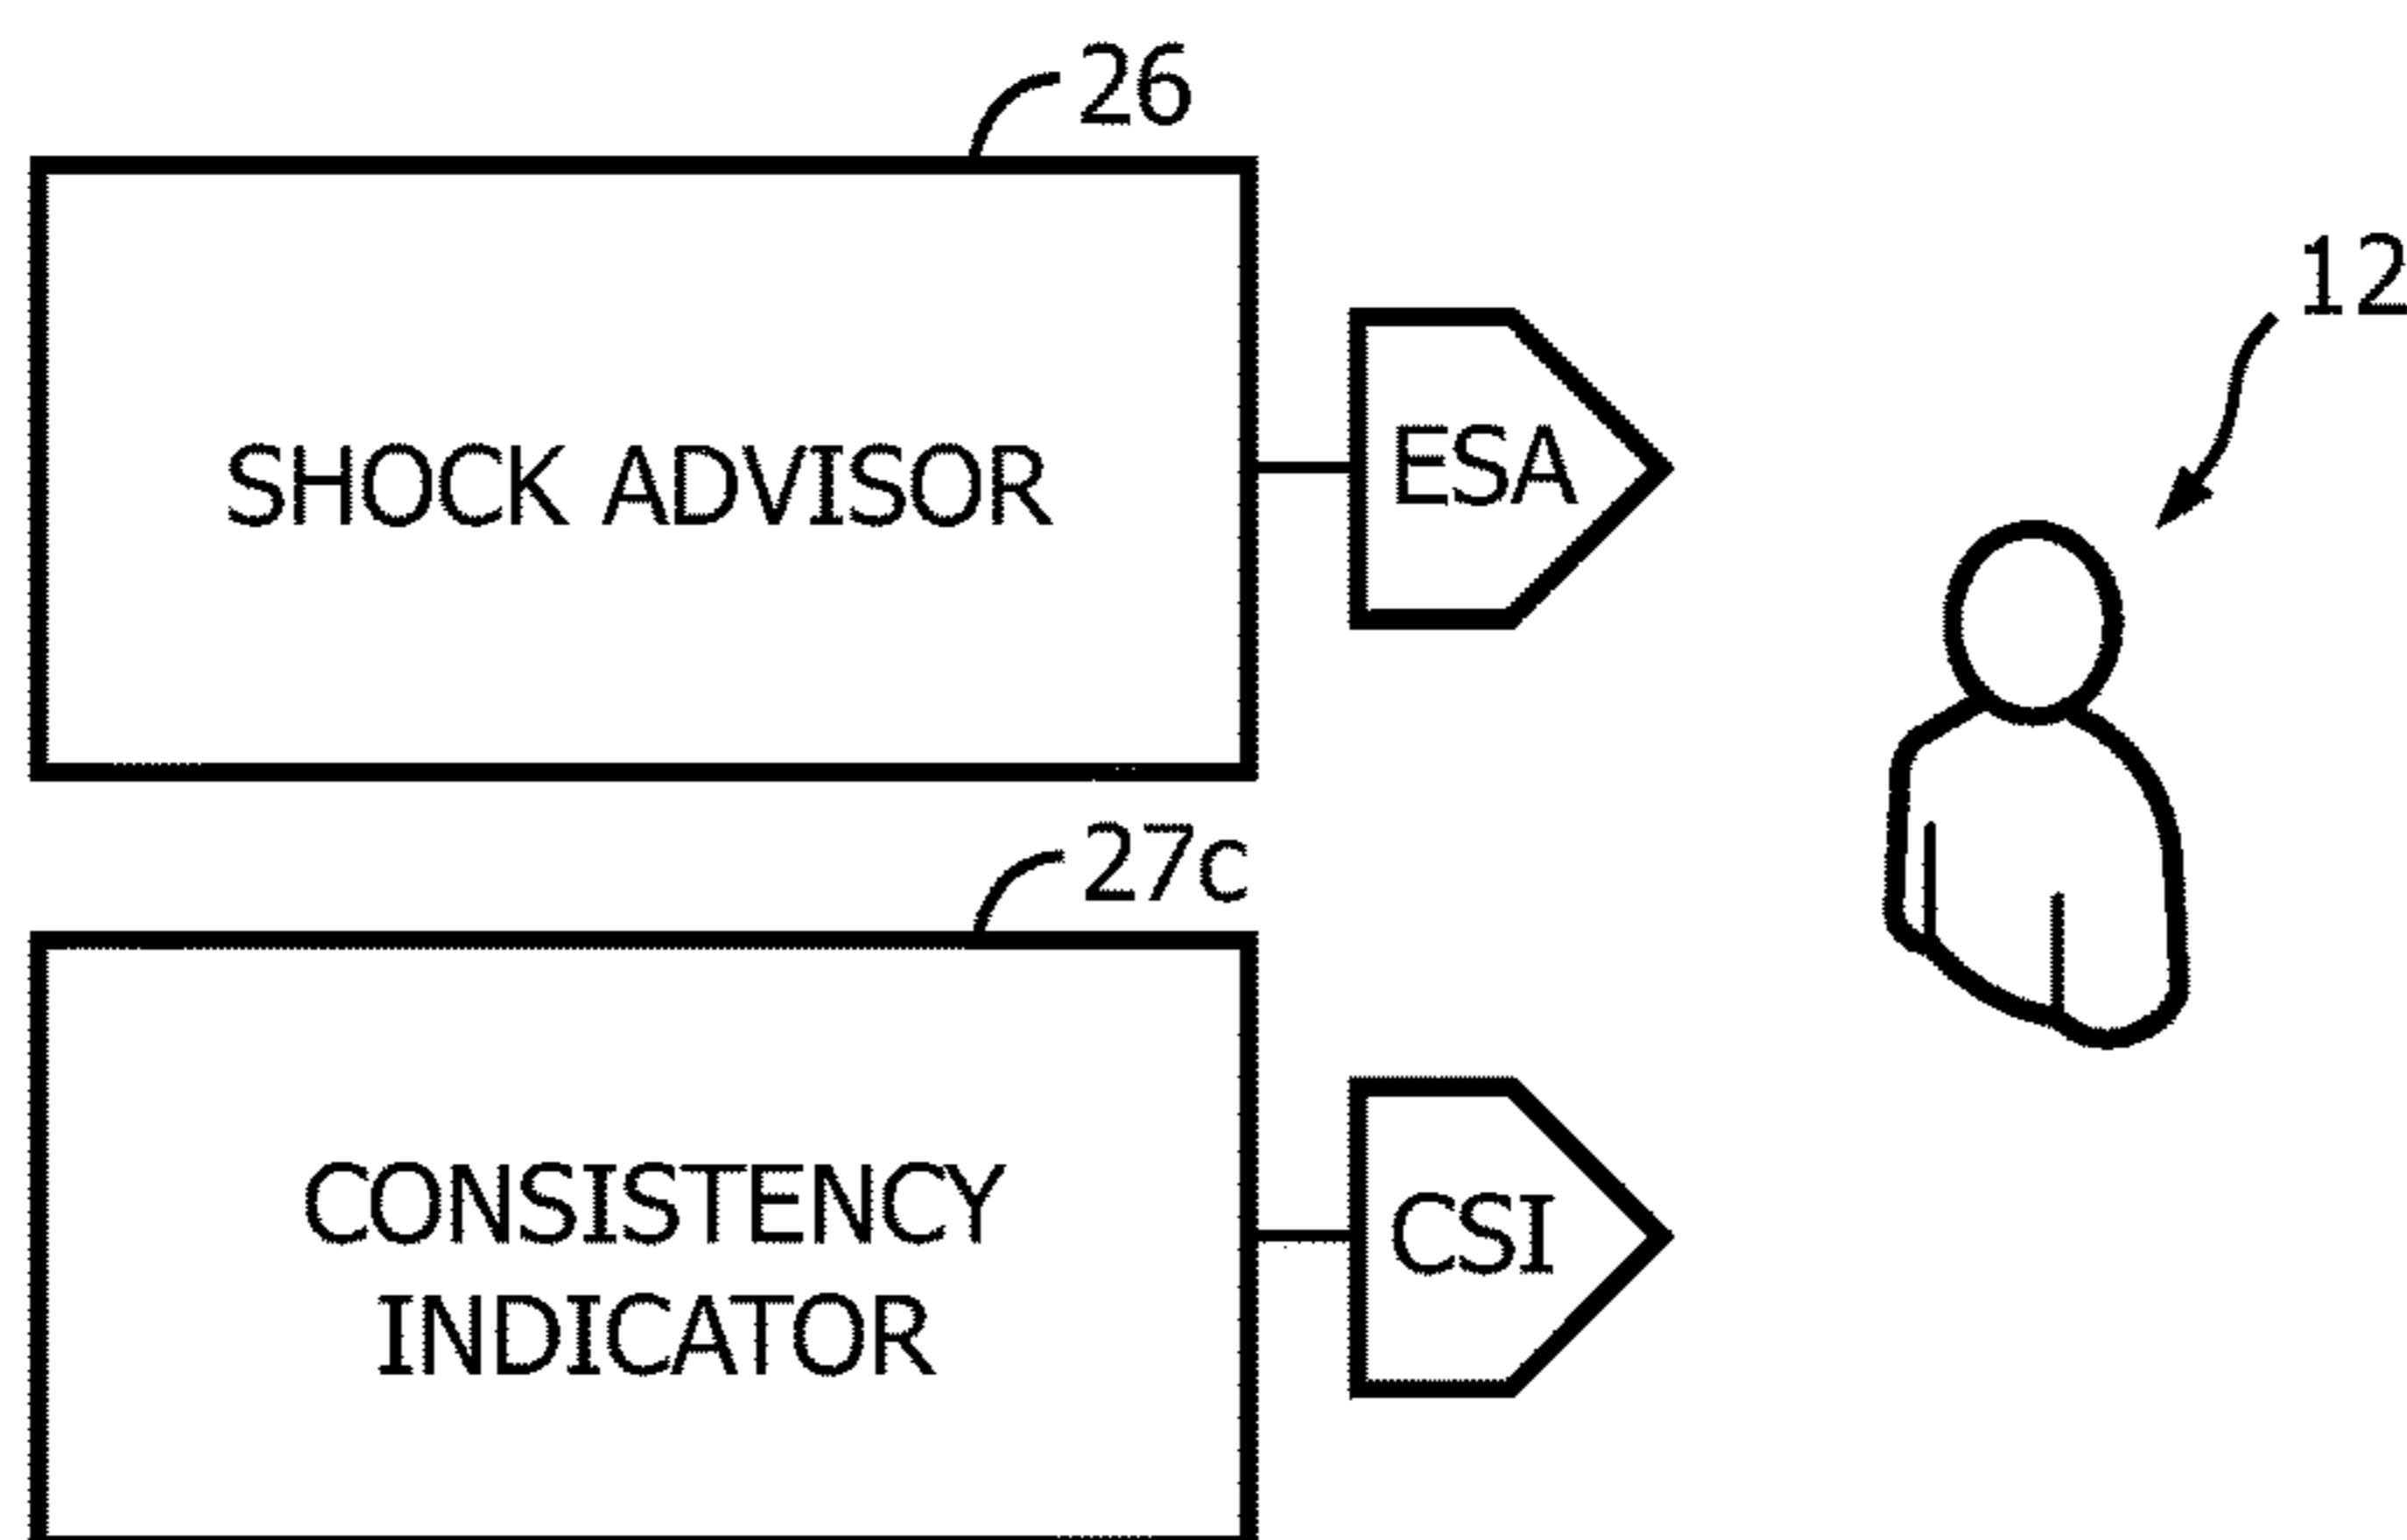 26
12
SHOCK ADVISOR
ESA
27c
CONSISTENCY
INDICATOR
CSI